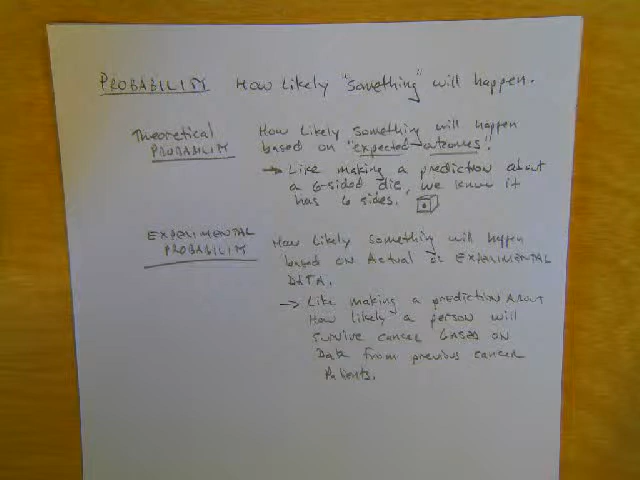 PROBABILITY How likely "something" will happen.
Theoretical PROBABILITY
How likely something will happen
based on "expected outcomes".
→ Like making a prediction about
a 6-sided die, we know it
has 6 sides.
EXPERIMENTAL PROBABILITY
How likely something will happen
based on Actual or EXPERIMENTAL
DATA.
→ Like making a prediction About
How likely a person will
survive cancer BASED ON
Data from previous cancer
Patients.